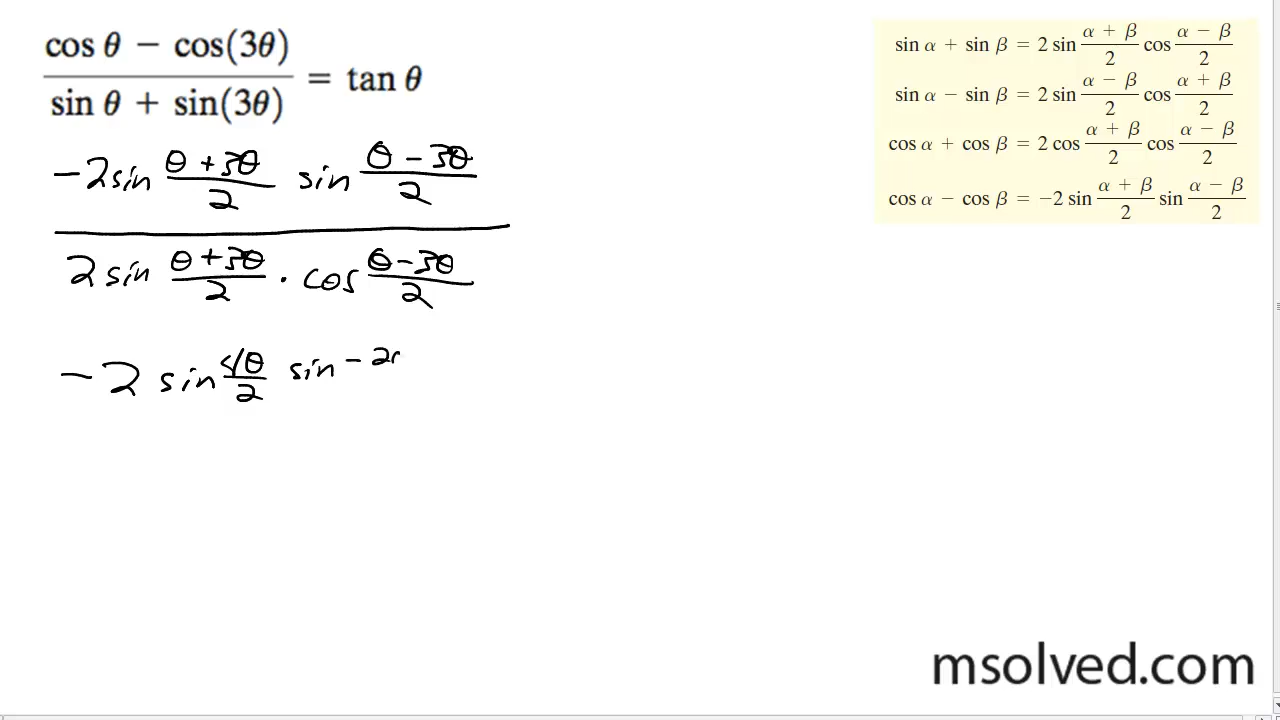 cos θ − cos(3θ)
sin θ + sin(3θ)
= tan θ
sin α + sin β = 2 sin (α + β)/2 cos (α − β)/2
sin α − sin β = 2 sin (α − β)/2 cos (α + β)/2
cos α + cos β = 2 cos (α + β)/2 cos (α − β)/2
cos α − cos β = −2 sin (α + β)/2 sin (α − β)/2
−2 sin (θ + 3θ)/2 sin (θ − 3θ)/2
2 sin (θ + 3θ)/2 · cos (θ − 3θ)/2
−2 sin 4θ/2 sin −2
msolved.com